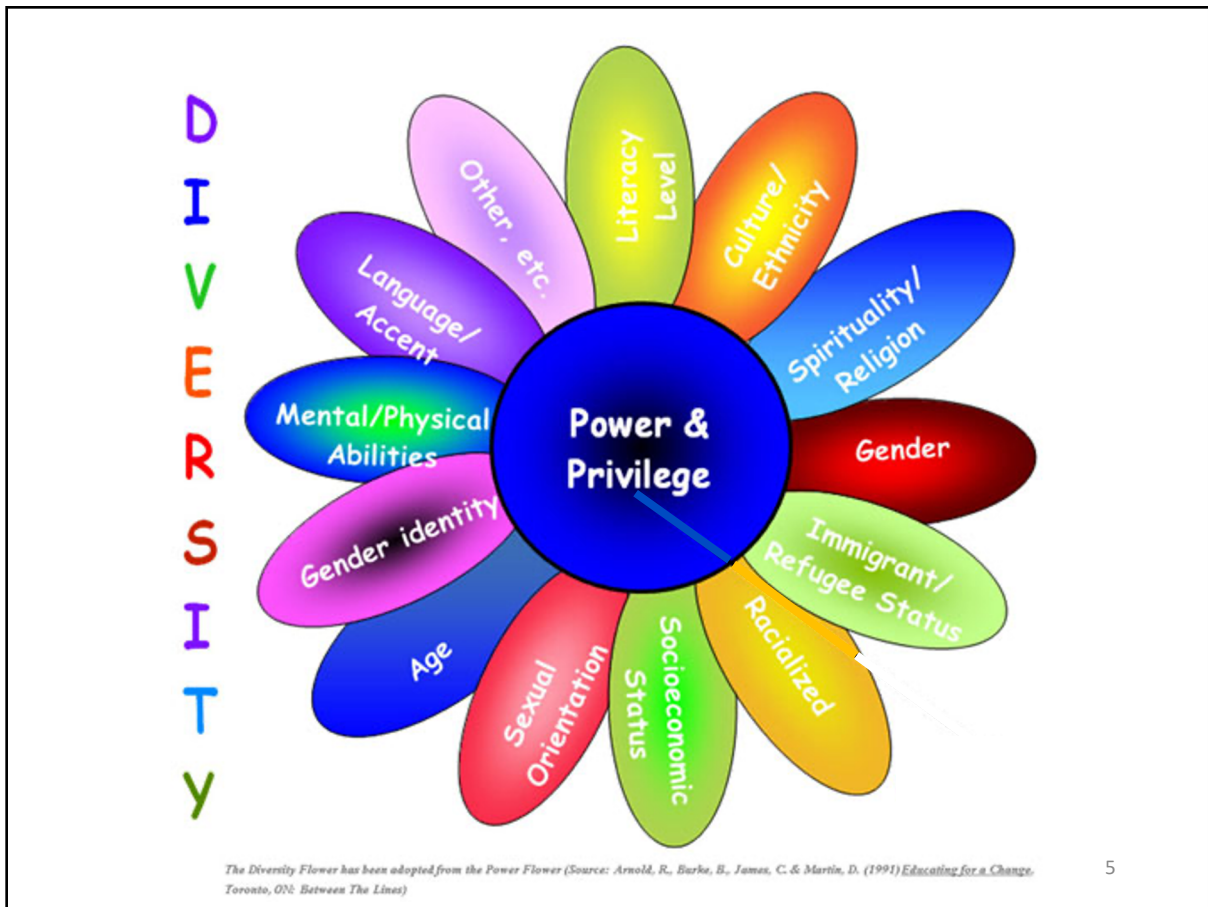 DIVERSITY
Literacy
Level
Culture/
Ethnicity
Spirituality/
Religion
Gender
Immigrant/
Refugee Status
Racialized
Socioeconomic
Status
Sexual
Orientation
Age
Gender identity
Mental/Physical
Abilities
Language/
Accent
Other, etc.
Power &
Privilege
The Diversity Flower has been adopted from the Power Flower (Source: Arnold, R., Burke, B., James, C. & Martin, D. (1991) Educating for a Change.
Toronto, ON: Between The Lines)
5